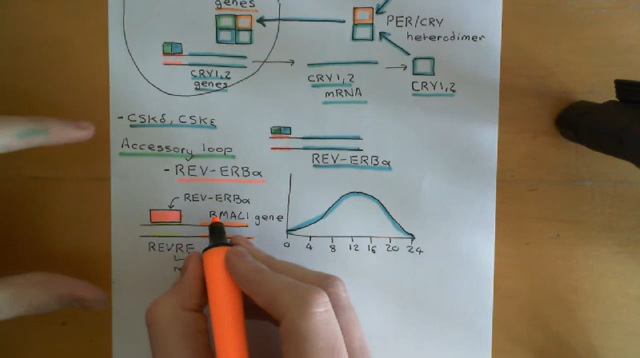 genes
PER/CRY
heterodimer
CRY1,2
genes
CRY1,2
mRNA
CRY1,2
- CSKδ, CSKε
Accessory loop
REV-ERBα
- REV-ERBα
REV-ERBα
BMAL1 gene
REVRE
0 4 8 12 16 20 24